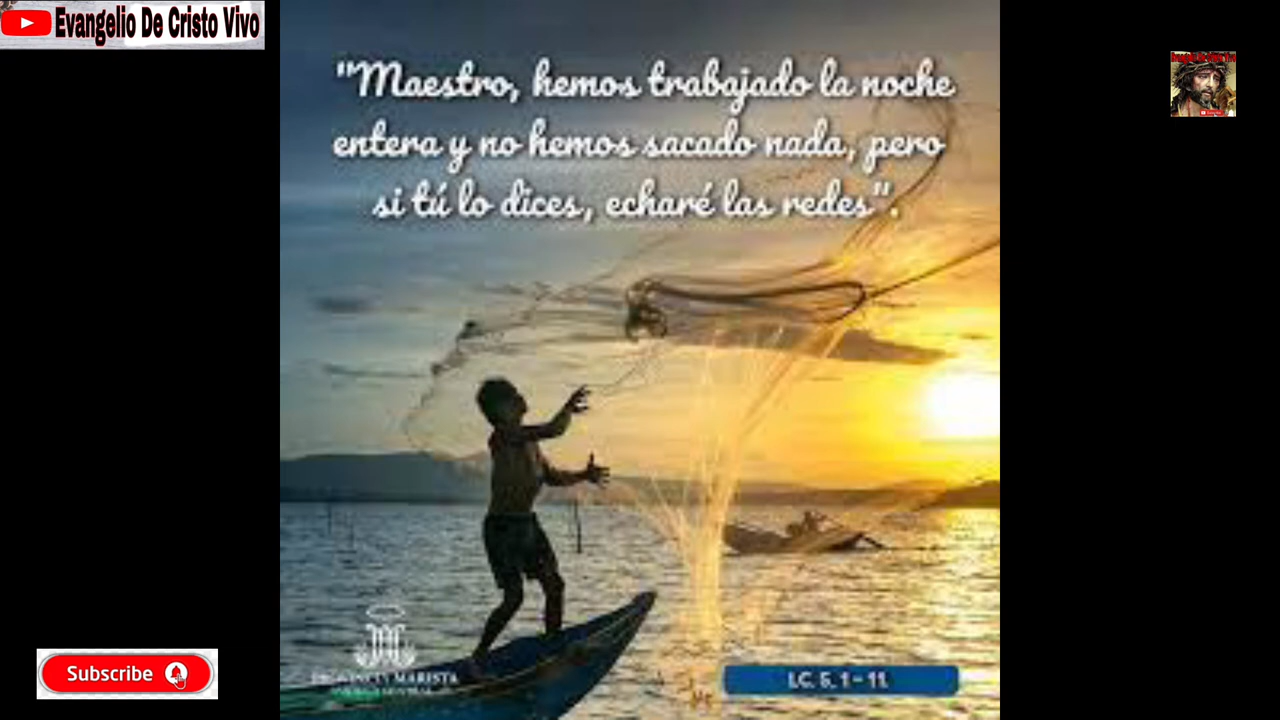 Evangelio De Cristo Vivo
"Maestro, hemos trabajado la noche
entera y no hemos sacado nada, pero
si tú lo dices, echaré las redes".
MARISTA
LC. 5, 1 - 11.
Subscribe